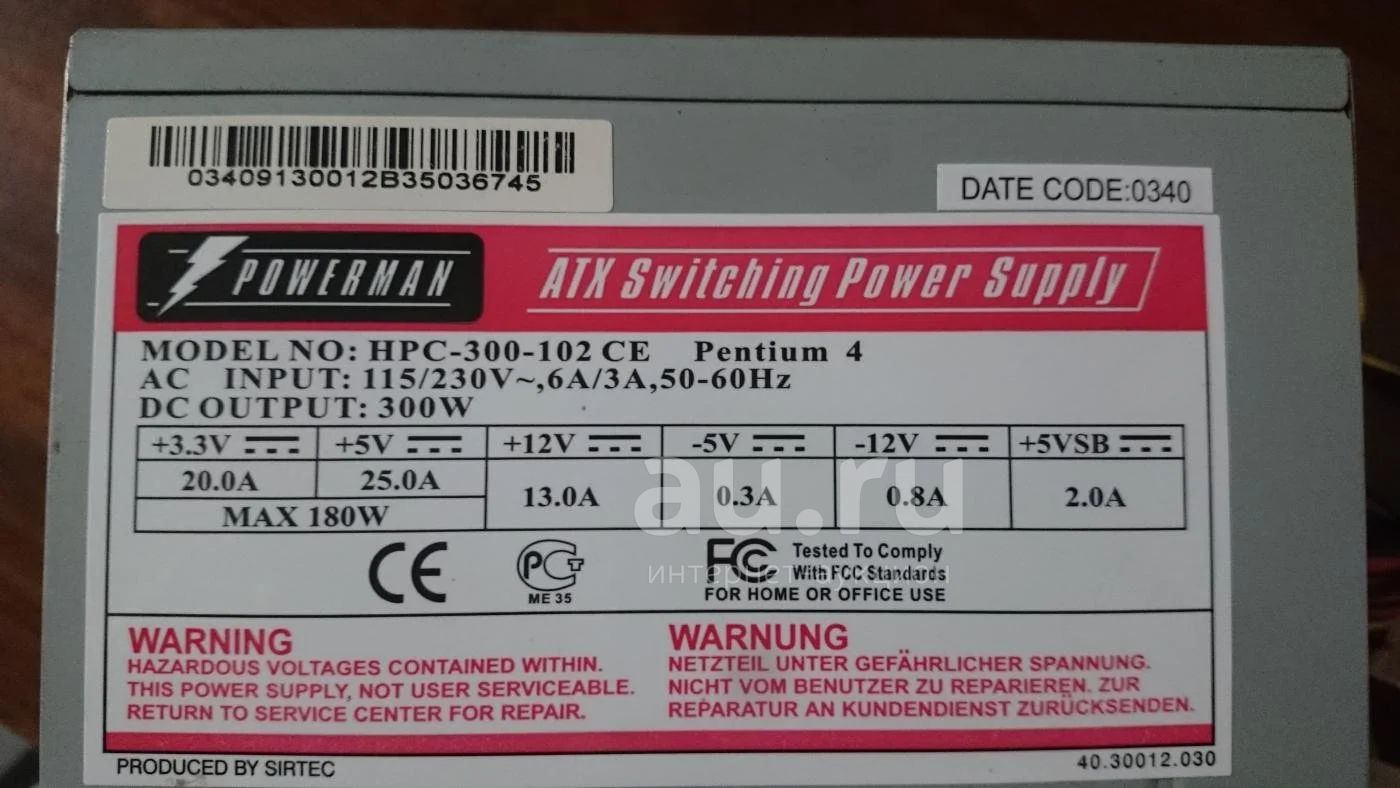 03409130012B35036745
DATE CODE:0340
POWERMAN
ATX Switching Power Supply
MODEL NO: HPC-300-102 CE Pentium 4
AC INPUT: 115/230V~,6A/3A,50-60Hz
DC OUTPUT: 300W
+3.3V +5V +12V -5V -12V +5VSB
20.0A 25.0A 13.0A 0.3A 0.8A 2.0A
MAX 180W
au.ru
интернет-аукцион
CE
РСТ
ME 35
FC
Tested To Comply
With FCC Standards
FOR HOME OR OFFICE USE
WARNING
HAZARDOUS VOLTAGES CONTAINED WITHIN.
THIS POWER SUPPLY, NOT USER SERVICEABLE.
RETURN TO SERVICE CENTER FOR REPAIR.
WARNUNG
NETZTEIL UNTER GEFÄHRLICHER SPANNUNG.
NICHT VOM BENUTZER ZU REPARIEREN. ZUR
REPARATUR AN KUNDENDIENST ZURÜCKSENDEN.
PRODUCED BY SIRTEC
40.30012.030